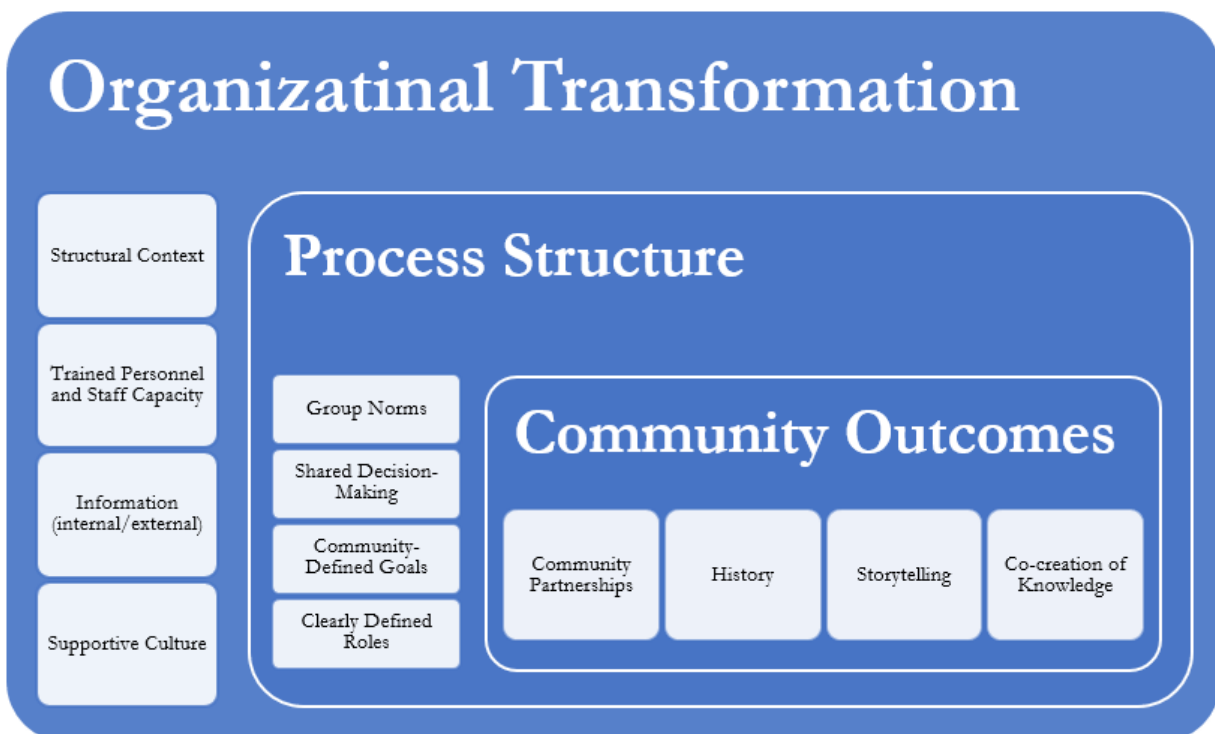 Organizatinal Transformation
Structural Context
Trained Personnel
and Staff Capacity
Information
(internal/external)
Supportive Culture
Process Structure
Group Norms
Shared Decision-
Making
Community-
Defined Goals
Clearly Defined
Roles
Community Outcomes
Community
Partnerships
History
Storytelling
Co-creation of
Knowledge